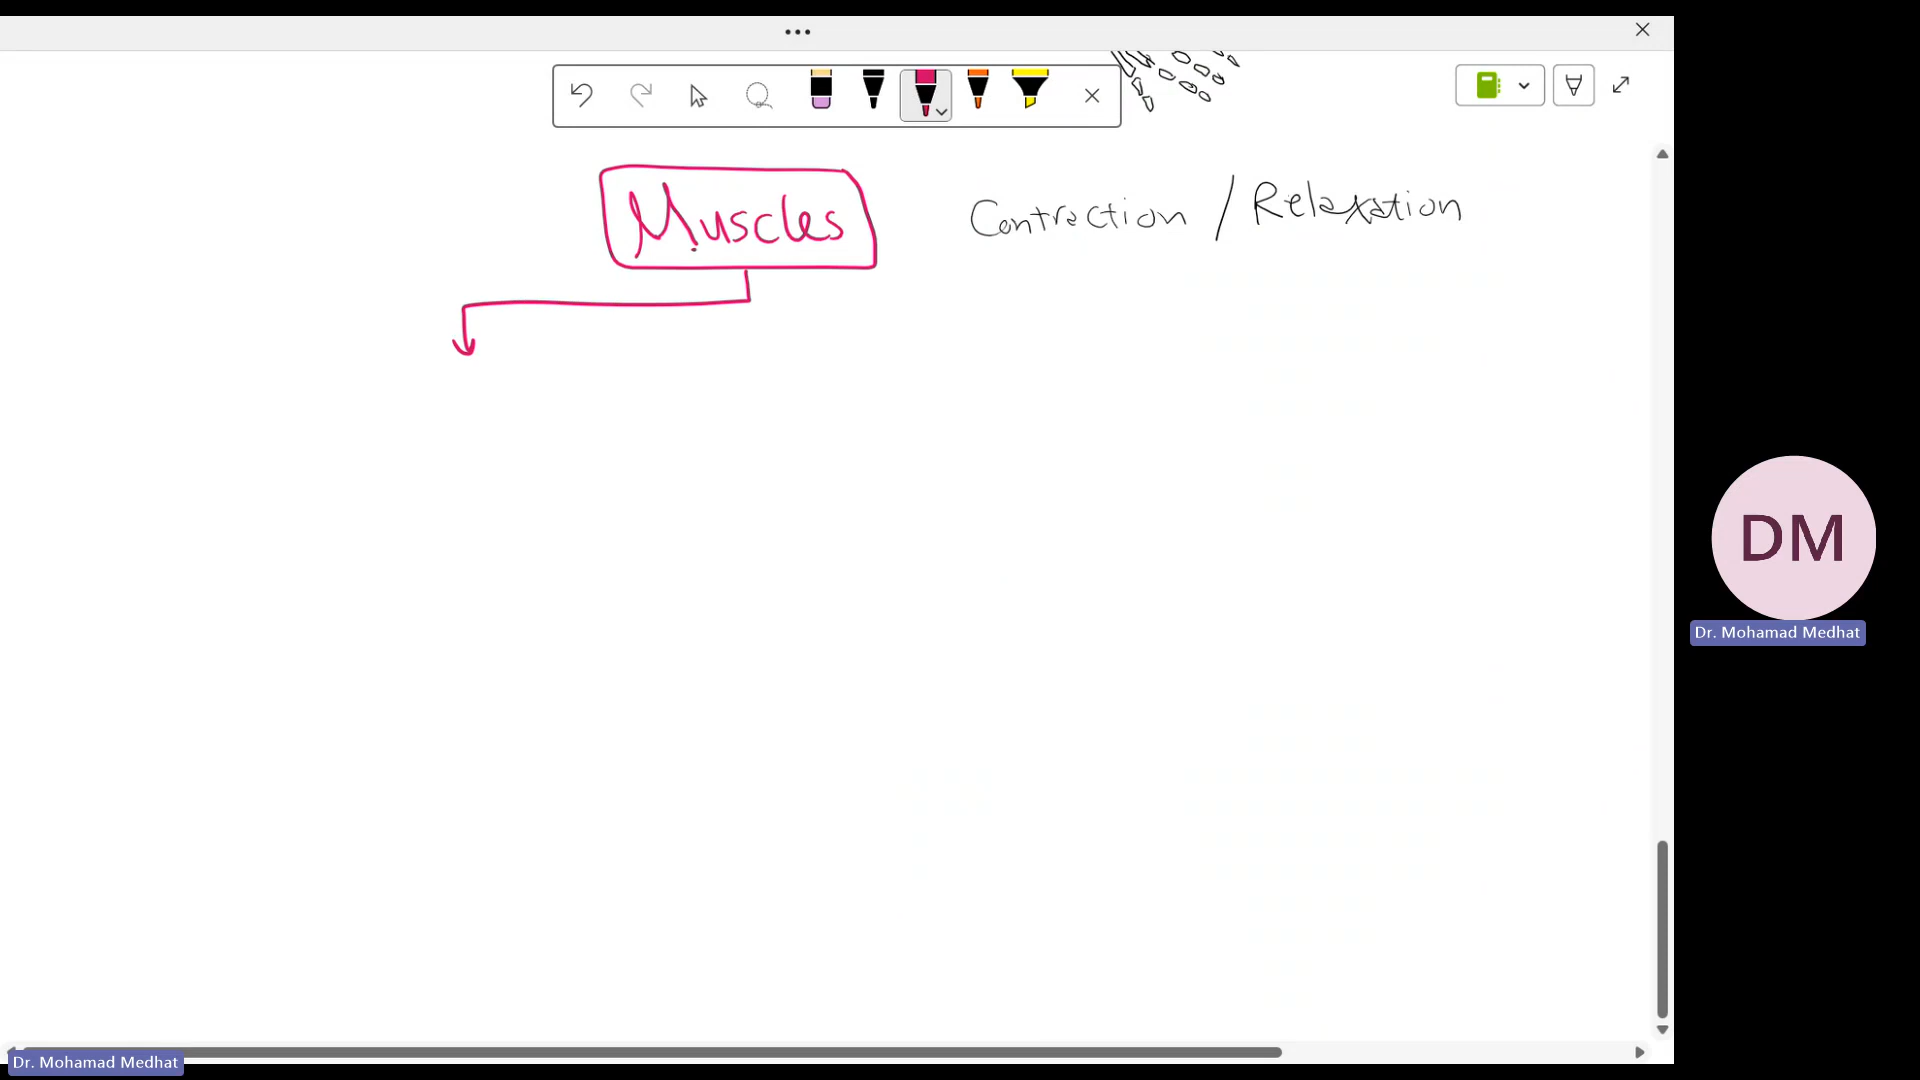 Muscles
Contraction / Relaxation
DM
Dr. Mohamad Medhat
Dr. Mohamad Medhat